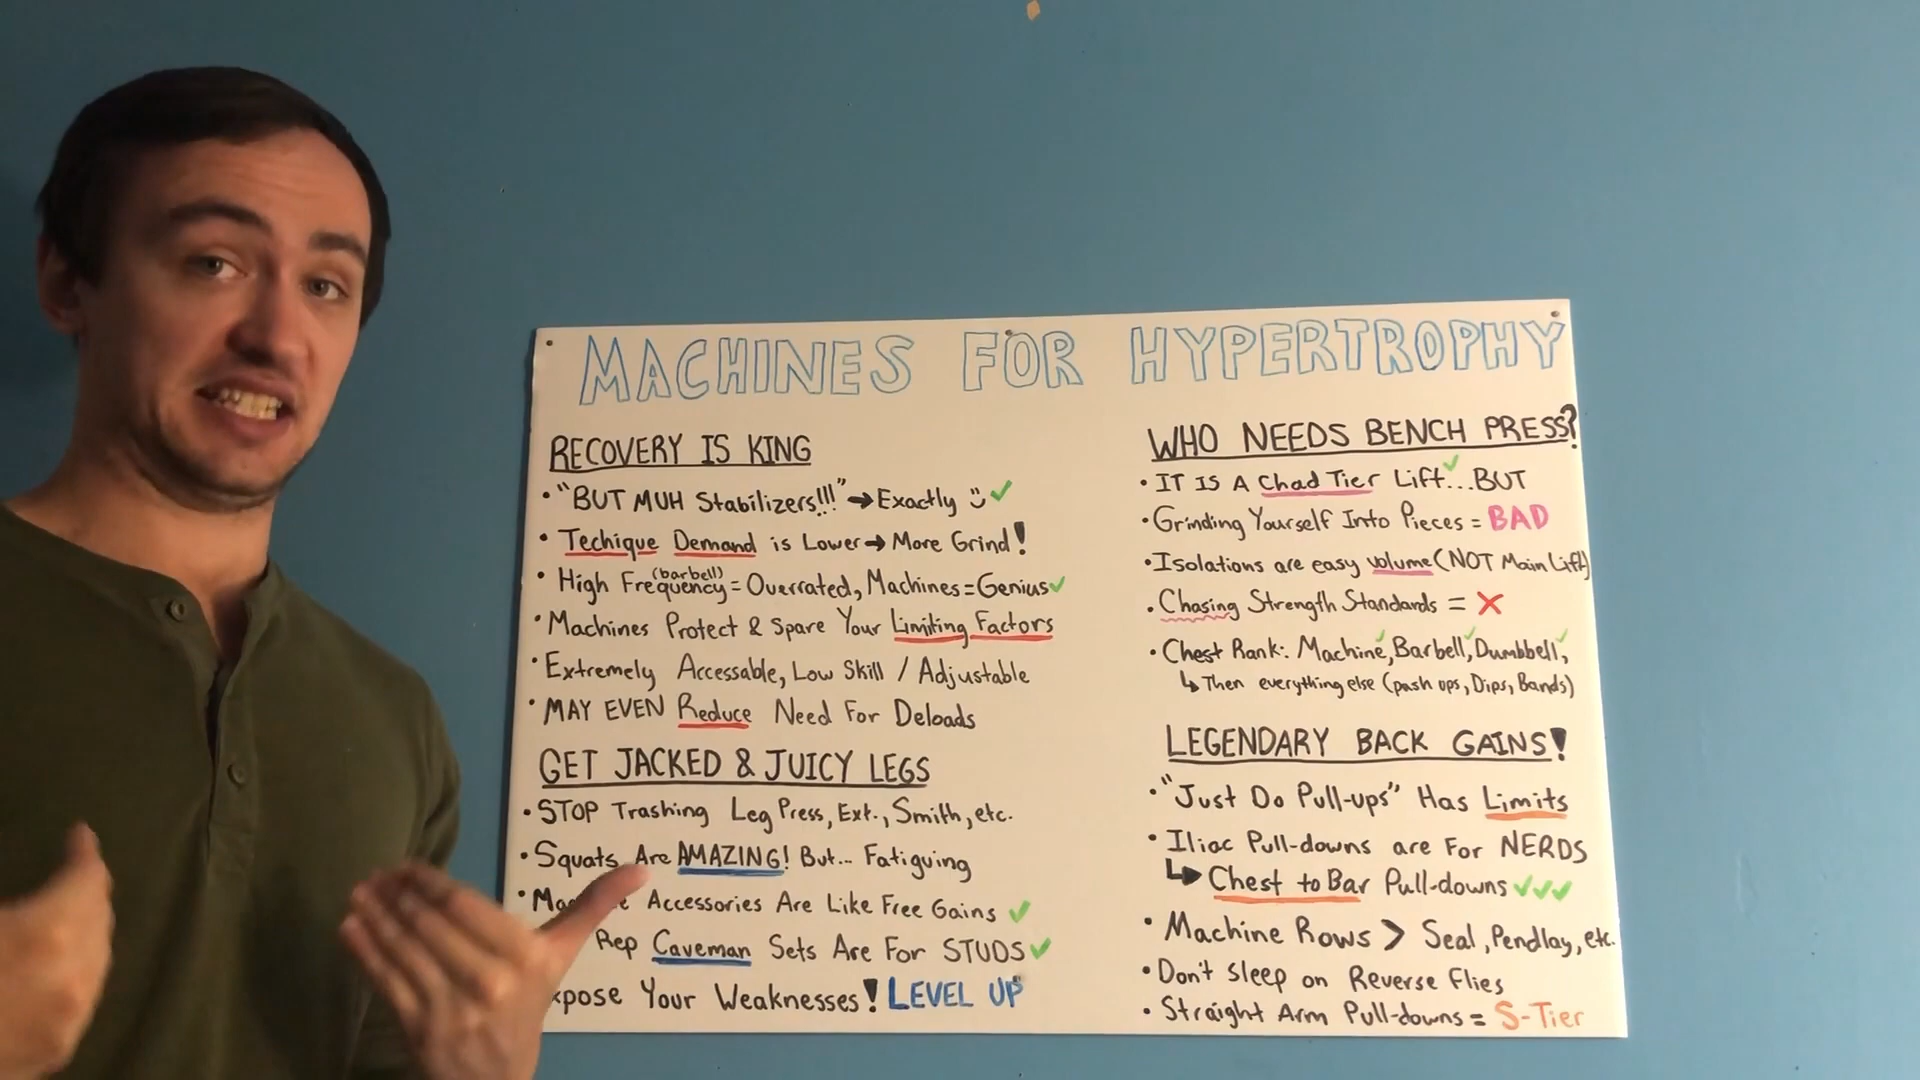 MACHINES FOR HYPERTROPHY
RECOVERY IS KING
• "BUT MUH Stabilizers!!!" → Exactly ✓
• Techique Demand is Lower → More Grind!
• High Frequency (barbell) = Overrated, Machines = Genius ✓
• Machines Protect & Spare Your Limiting Factors
• Extremely Accessable, Low Skill / Adjustable
• MAY EVEN Reduce Need For Deloads
GET JACKED & JUICY LEGS
• STOP Trashing Leg Press, Ext., Smith, etc.
• Squats Are AMAZING! But... Fatiguing
• Accessories Are Like Free Gains ✓
Rep Caveman Sets Are For STUDS ✓
Your Weaknesses! LEVEL UP
WHO NEEDS BENCH PRESS?
• IT IS A Chad Tier Lift ✓...BUT
• Grinding Yourself Into Pieces = BAD
• Isolations are easy volume (NOT Main Lift)
• Chasing Strength Standards = X
• Chest Rank: Machine ✓, Barbell ✓, Dumbbell ✓,
↳ Then everything else (push ups, Dips, Bands)
LEGENDARY BACK GAINS!
• "Just Do Pull-ups" Has Limits
• Iliac Pull-downs are For NERDS
↳ Chest to Bar Pull-downs ✓✓✓
• Machine Rows > Seal, Pendlay, etc.
• Don't Sleep on Reverse Flies
• Straight Arm Pull-downs = S-Tier